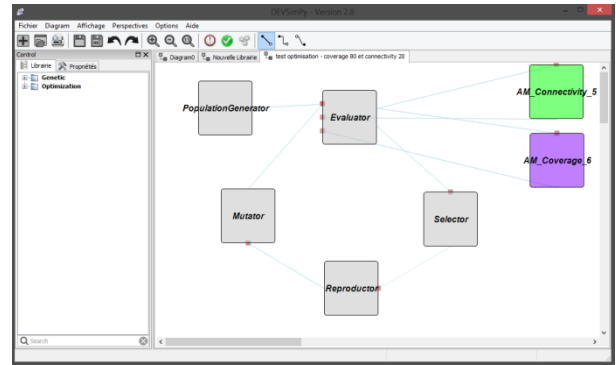 DEVSimPy - Version 2.8
Fichier Diagram Affichage Perspectives Options Aide
Control
Librairie Propriétés
Diagram0 Nouvelle Librairie test optimisation - coverage 80 et connectivity 20
Genetic
Optimization
PopulationGenerator
Evaluator
AM_Connectivity_5
AM_Coverage_6
Mutator
Selector
Reproductor
Search